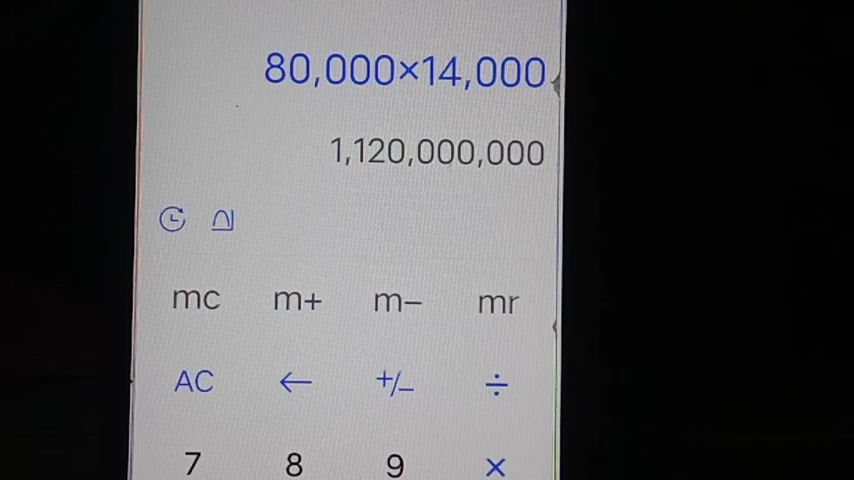 80,000×14,000
1,120,000,000
mc m+ m− mr
AC ← +/− ÷
7 8 9 ×